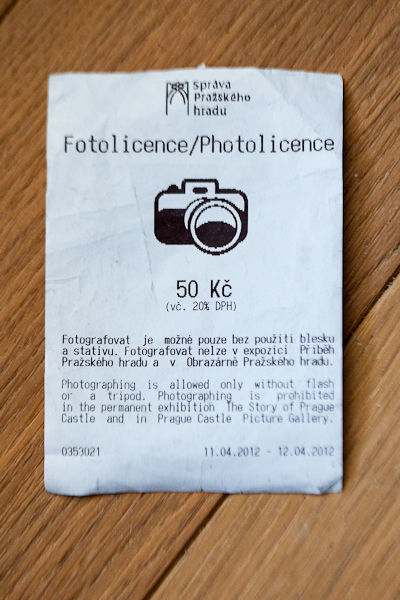 Správa
Pražského
hradu
Fotolicence/Photolicence
50 Kč
(vč. 20% DPH)
Fotografovat je možné pouze bez použití blesku
a stativu. Fotografovat nelze v expozici Příběh
Pražského hradu a v Obrazárně Pražského hradu.
Photographing is allowed only without flash
or a tripod. Photographing is prohibited
in the permanent exhibition The Story of Prague
Castle and in Prague Castle Picture Gallery.
0353021 11.04.2012 - 12.04.2012